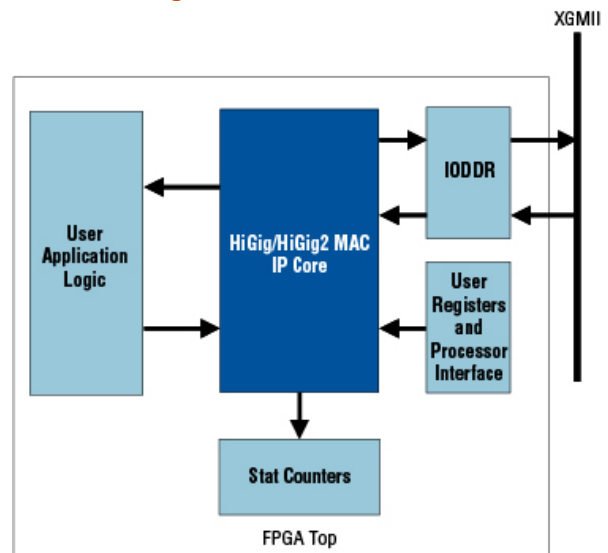 XGMII
IODDR
User
Application
Logic
HiGig/HiGig2 MAC
IP Core
User
Registers
and
Processor
Interface
Stat Counters
FPGA Top